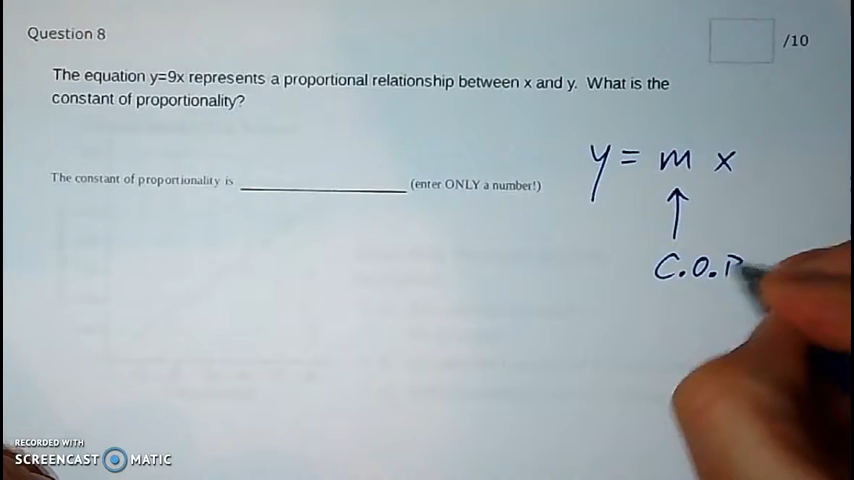 Question 8
/10
The equation y=9x represents a proportional relationship between x and y. What is the
constant of proportionality?
y = m x
The constant of proportionality is ____________ (enter ONLY a number!)
C.O.P
RECORDED WITH
SCREENCAST MATIC